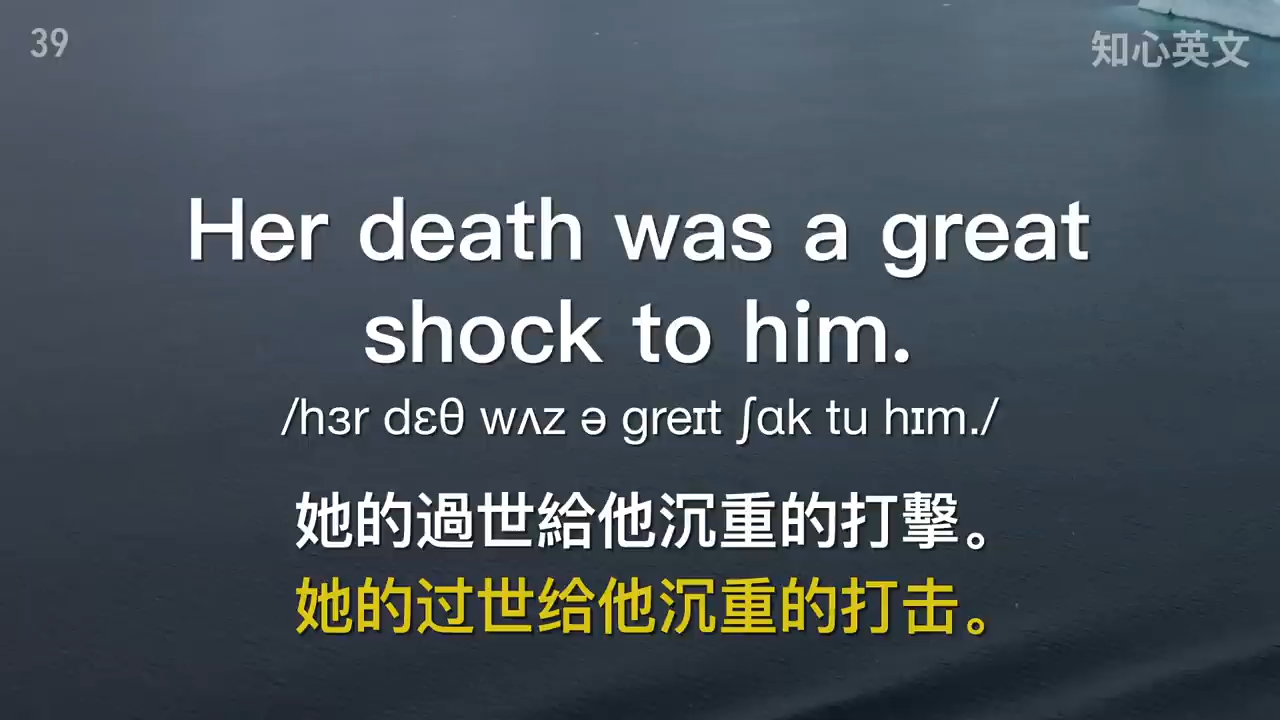 39
知心英文
Her death was a great
shock to him.
/hɜr dɛθ wʌz ə greɪt ʃɑk tu hɪm./
她的過世給他沉重的打擊。
她的过世给他沉重的打击。